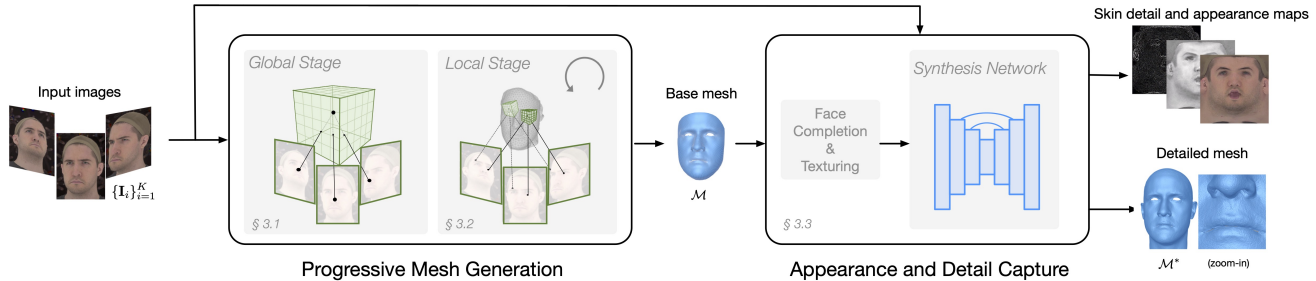 Input images
{I_i}_{i=1}^K
Global Stage
§ 3.1
Local Stage
§ 3.2
Progressive Mesh Generation
Base mesh
M
Face
Completion
&
Texturing
§ 3.3
Synthesis Network
Appearance and Detail Capture
Skin detail and appearance maps
Detailed mesh
M*
(zoom-in)